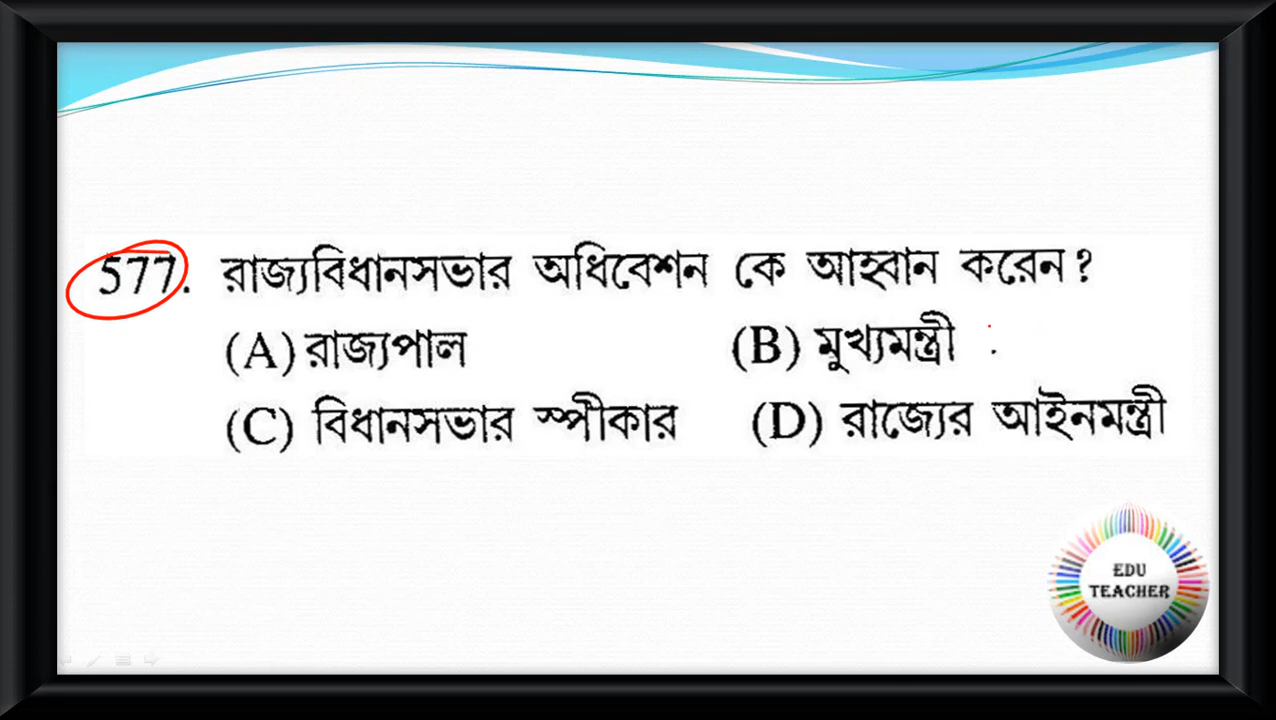 577. রাজ্যবিধানসভার অধিবেশন কে আহ্বান করেন?
(A) রাজ্যপাল (B) মুখ্যমন্ত্রী
(C) বিধানসভার স্পীকার (D) রাজ্যের আইনমন্ত্রী
EDU
TEACHER